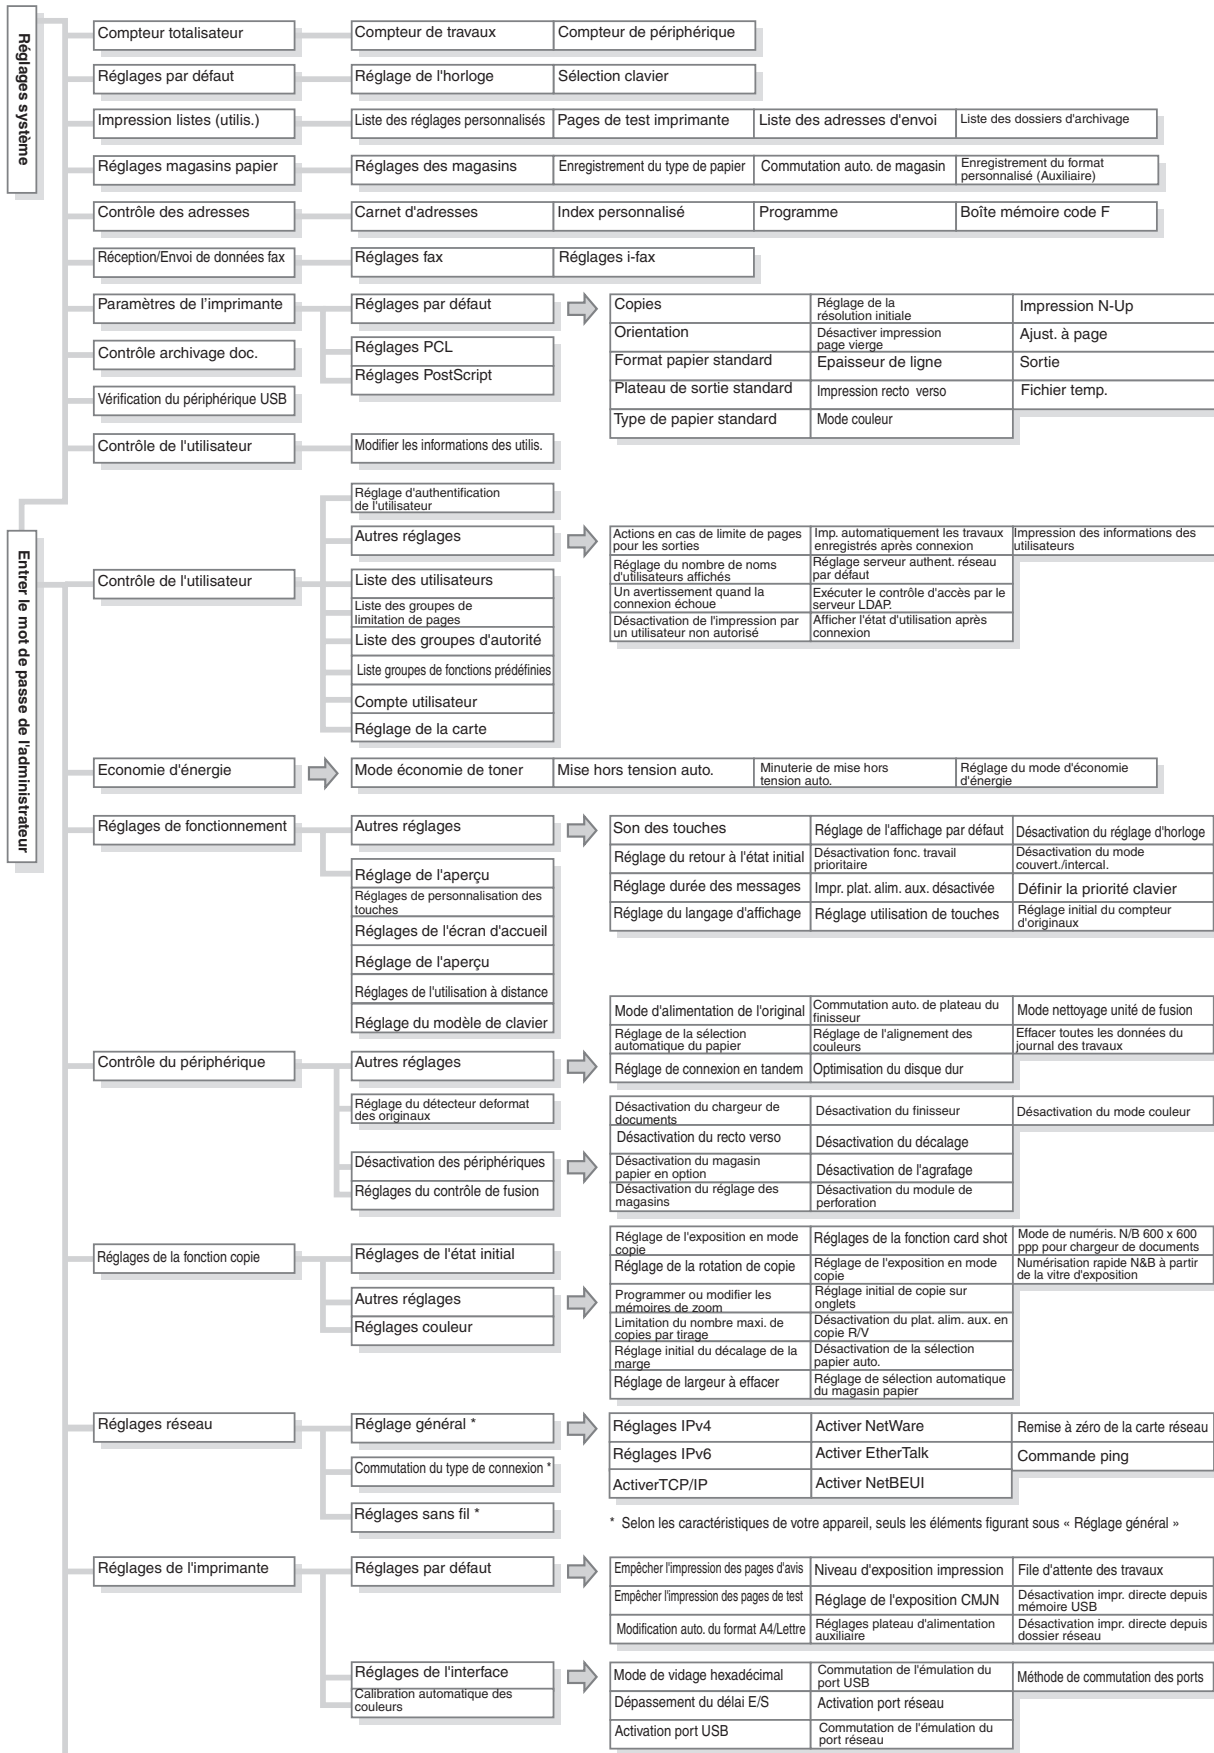 Réglages système
Compteur totalisateur
Compteur de travaux
Compteur de périphérique
Réglages par défaut
Réglage de l'horloge
Sélection clavier
Impression listes (utilis.)
Liste des réglages personnalisés
Pages de test imprimante
Liste des adresses d'envoi
Liste des dossiers d'archivage
Réglages magasins papier
Réglages des magasins
Enregistrement du type de papier
Commutation auto. de magasin
Enregistrement du format
personnalisé (Auxiliaire)
Contrôle des adresses
Carnet d'adresses
Index personnalisé
Programme
Boîte mémoire code F
Réception/Envoi de données fax
Réglages fax
Réglages i-fax
Paramètres de l'imprimante
Réglages par défaut
Copies
Réglage de la
résolution initiale
Impression N-Up
Orientation
Désactiver impression
page vierge
Ajust. à page
Contrôle archivage doc.
Réglages PCL
Format papier standard
Epaisseur de ligne
Sortie
Réglages PostScript
Vérification du périphérique USB
Plateau de sortie standard
Impression recto verso
Fichier temp.
Type de papier standard
Mode couleur
Contrôle de l'utilisateur
Modifier les informations des utilis.
Entrer le mot de passe de l'administrateur
Réglage d'authentification
de l'utilisateur
Autres réglages
Actions en cas de limite de pages
pour les sorties
Imp. automatiquement les travaux
enregistrés après connexion
Impression des informations des
utilisateurs
Réglage du nombre de noms
d'utilisateurs affichés
Réglage serveur authent. réseau
par défaut
Contrôle de l'utilisateur
Liste des utilisateurs
Un avertissement quand la
connexion échoue
Exécuter le contrôle d'accès par le
serveur LDAP.
Liste des groupes de
limitation de pages
Désactivation de l'impression par
un utilisateur non autorisé
Afficher l'état d'utilisation après
connexion
Liste des groupes d'autorité
Liste groupes de fonctions prédéfinies
Compte utilisateur
Réglage de la carte
Economie d'énergie
Mode économie de toner
Mise hors tension auto.
Minuterie de mise hors
tension auto.
Réglage du mode d'économie
d'énergie
Réglages de fonctionnement
Autres réglages
Son des touches
Réglage de l'affichage par défaut
Désactivation du réglage d'horloge
Réglage du retour à l'état initial
Désactivation fonc. travail
prioritaire
Désactivation du mode
couvert./intercal.
Réglage de l'aperçu
Réglage durée des messages
Impr. plat. alim. aux. désactivée
Définir la priorité clavier
Réglages de personnalisation des
touches
Réglage du langage d'affichage
Réglage utilisation de touches
Réglage initial du compteur
d'originaux
Réglages de l'écran d'accueil
Réglage de l'aperçu
Réglages de l'utilisation à distance
Réglage du modèle de clavier
Mode d'alimentation de l'original
Commutation auto. de plateau du
finisseur
Mode nettoyage unité de fusion
Réglage de la sélection
automatique du papier
Réglage de l'alignement des
couleurs
Effacer toutes les données du
journal des travaux
Contrôle du périphérique
Autres réglages
Réglage de connexion en tandem
Optimisation du disque dur
Réglage du détecteur deformat
des originaux
Désactivation du chargeur de
documents
Désactivation du finisseur
Désactivation du mode couleur
Désactivation du recto verso
Désactivation du décalage
Désactivation des périphériques
Désactivation du magasin
papier en option
Désactivation de l'agrafage
Réglages du contrôle de fusion
Désactivation du réglage des
magasins
Désactivation du module de
perforation
Réglages de la fonction copie
Réglages de l'état initial
Réglage de l'exposition en mode
copie
Réglages de la fonction card shot
Mode de numéris. N/B 600 x 600
ppp pour chargeur de documents
Réglage de la rotation de copie
Réglage de l'exposition en mode
copie
Numérisation rapide N&B à partir
de la vitre d'exposition
Autres réglages
Programmer ou modifier les
mémoires de zoom
Réglage initial de copie sur
onglets
Réglages couleur
Limitation du nombre maxi. de
copies par tirage
Désactivation du plat. alim. aux. en
copie R/V
Réglage initial du décalage de la
marge
Désactivation de la sélection
papier auto.
Réglage de largeur à effacer
Réglage de sélection automatique
du magasin papier
Réglages réseau
Réglage général *
Réglages IPv4
Activer NetWare
Remise à zéro de la carte réseau
Commutation du type de connexion *
Réglages IPv6
Activer EtherTalk
Commande ping
ActiverTCP/IP
Activer NetBEUI
Réglages sans fil *
* Selon les caractéristiques de votre appareil, seuls les éléments figurant sous « Réglage général »
Réglages de l'imprimante
Réglages par défaut
Empêcher l'impression des pages d'avis
Niveau d'exposition impression
File d'attente des travaux
Empêcher l'impression des pages de test
Réglage de l'exposition CMJN
Désactivation impr. directe depuis
mémoire USB
Modification auto. du format A4/Lettre
Réglages plateau d'alimentation
auxiliaire
Désactivation impr. directe depuis
dossier réseau
Réglages de l'interface
Mode de vidage hexadécimal
Commutation de l'émulation du
port USB
Méthode de commutation des ports
Calibration automatique des
couleurs
Dépassement du délai E/S
Activation port réseau
Activation port USB
Commutation de l'émulation du
port réseau